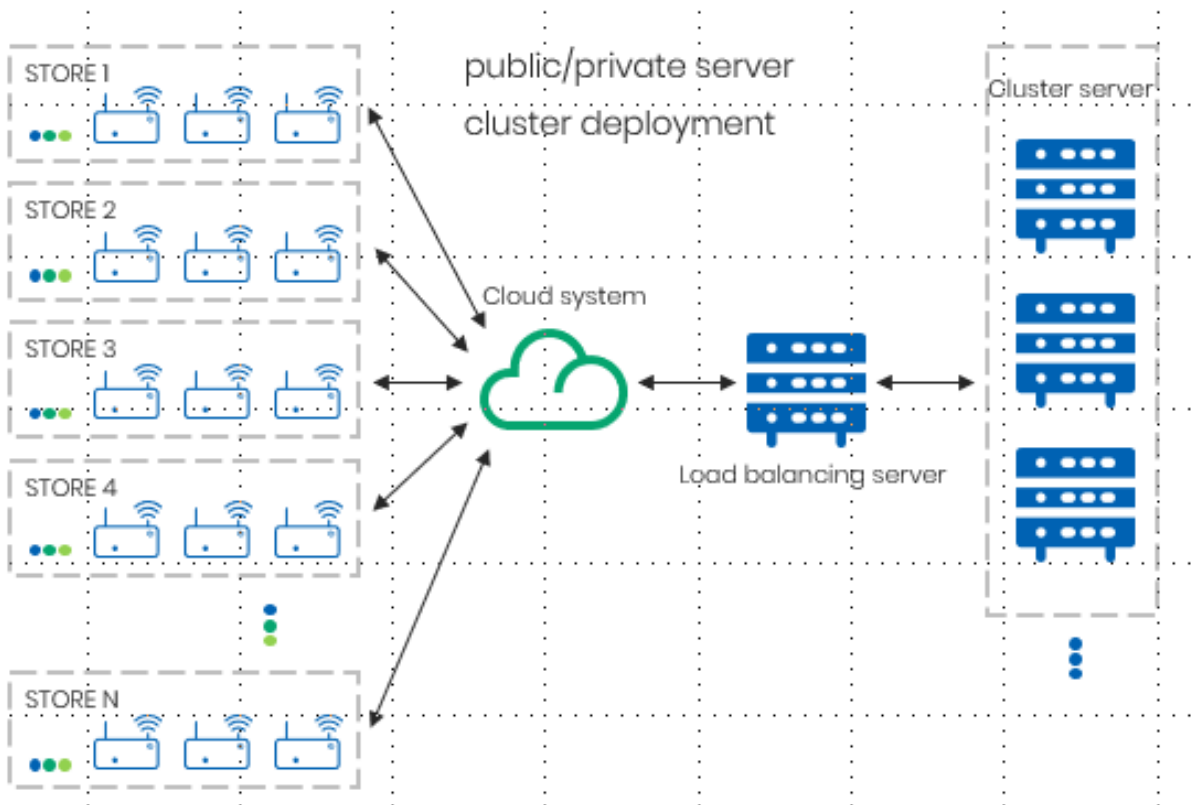 STORE 1
public/private server
cluster deployment
Cluster server
STORE 2
Cloud system
STORE 3
Load balancing server
STORE 4
STORE N